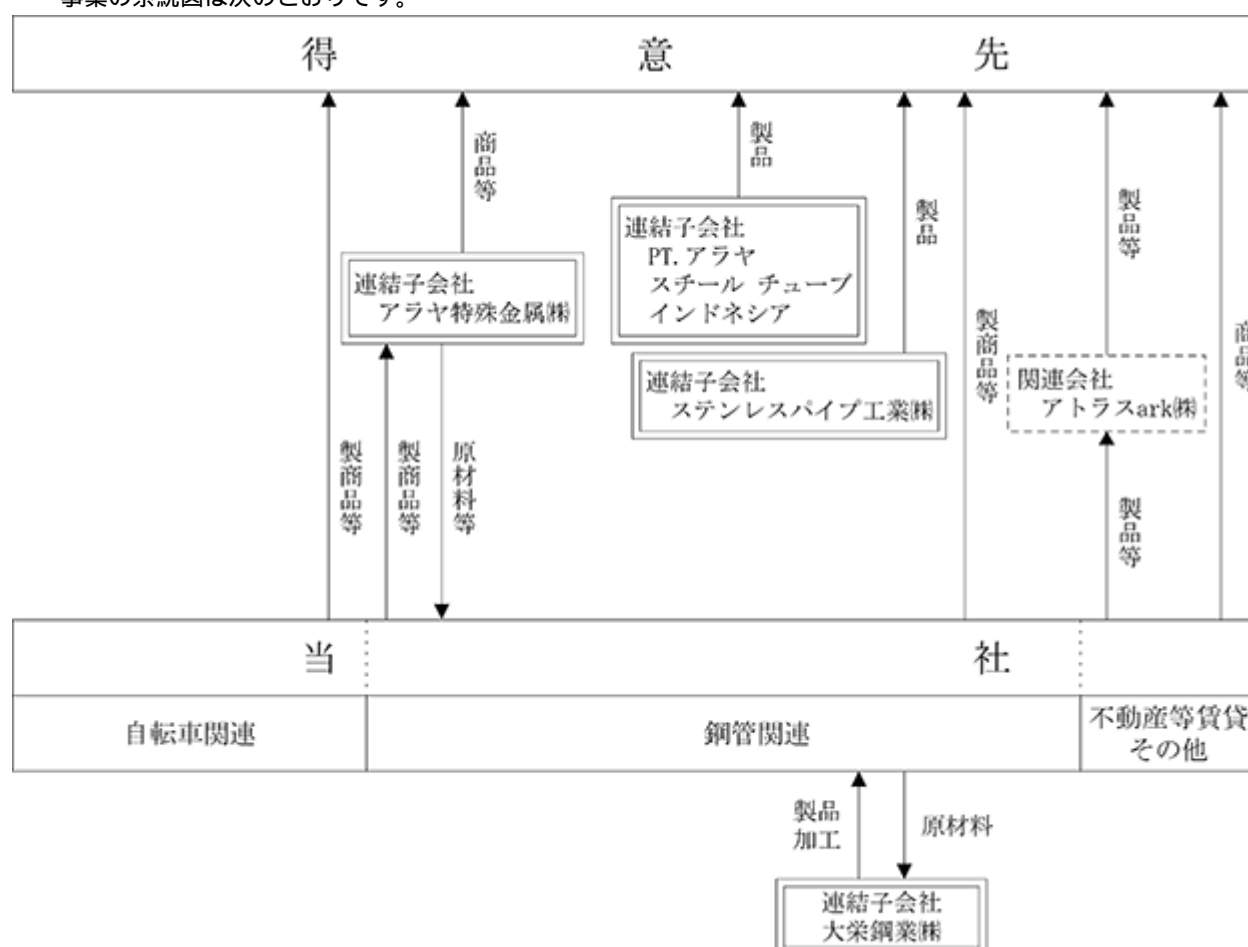 事業の系統図は次のとおりです。
得意先
商品等
製品
連結子会社
PT.アラヤ
スチール チューブ
インドネシア
製品
製品等
連結子会社
アラヤ特殊金属㈱
製商品等
商品等
連結子会社
ステンレスパイプ工業㈱
関連会社
アトラスark㈱
製商品等
製商品等
原材料等
製品等
当社
自転車関連
鋼管関連
不動産等賃貸
その他
製品
加工
原材料
連結子会社
大栄鋼業㈱